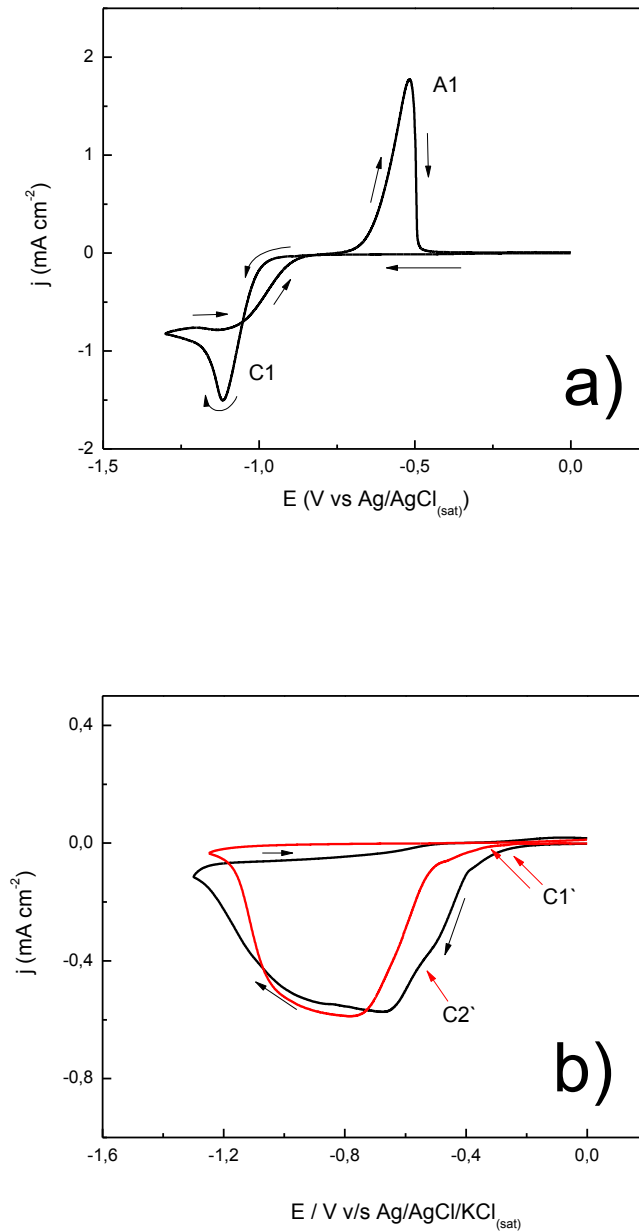 2
A1
1
j (mA cm-2)
0
-1
C1
a)
-2
-1,5
-1,0
-0,5
0,0
E (V vs Ag/AgCl(sat))
0,4
0,0
j (mA cm-2)
C1`
-0,4
C2`
-0,8
b)
-1,6
-1,2
-0,8
-0,4
0,0
E / V v/s Ag/AgCl/KCl(sat)